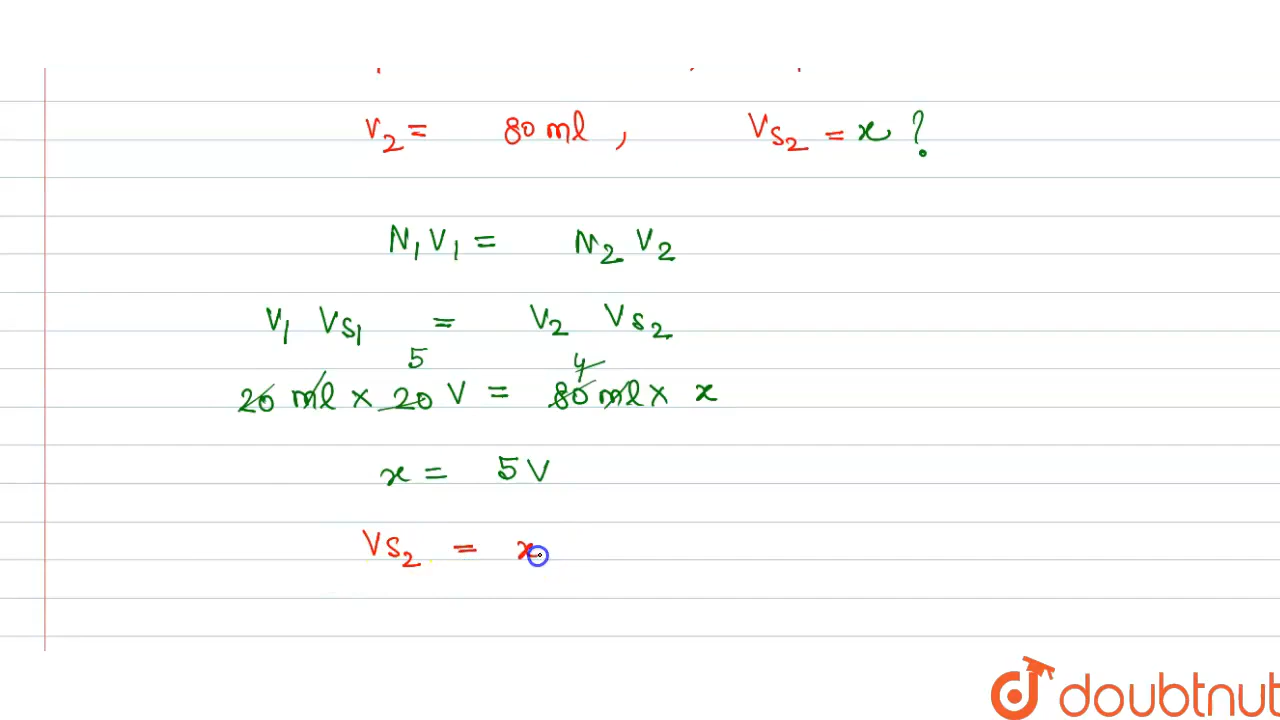 V₂ = 80 ml , VS₂ = x ?
N₁ V₁ = N₂ V₂
V₁ VS₁ = V₂ VS₂
5 4
20 ml × 20 V = 80 ml × x
x = 5 V
VS₂ = x
doubtnut